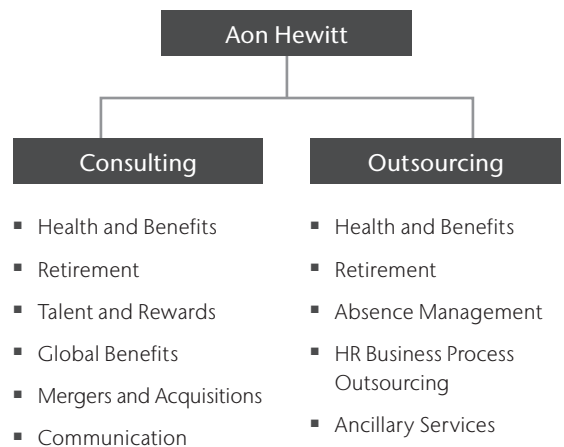 Aon Hewitt
Consulting
▪ Health and Benefits
▪ Retirement
▪ Talent and Rewards
▪ Global Benefits
▪ Mergers and Acquisitions
▪ Communication
Outsourcing
▪ Health and Benefits
▪ Retirement
▪ Absence Management
▪ HR Business Process
Outsourcing
▪ Ancillary Services